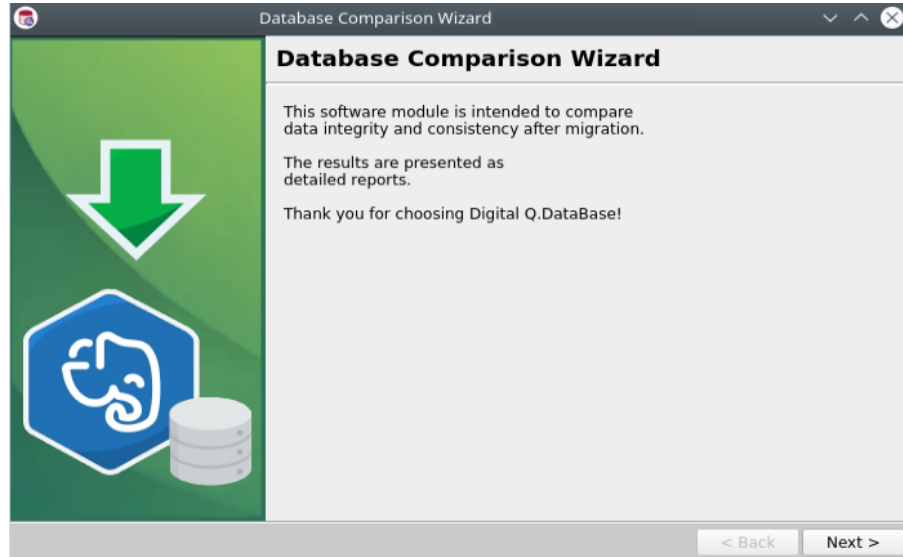 Database Comparison Wizard
Database Comparison Wizard
This software module is intended to compare
data integrity and consistency after migration.
The results are presented as
detailed reports.
Thank you for choosing Digital Q.DataBase!
< Back
Next >